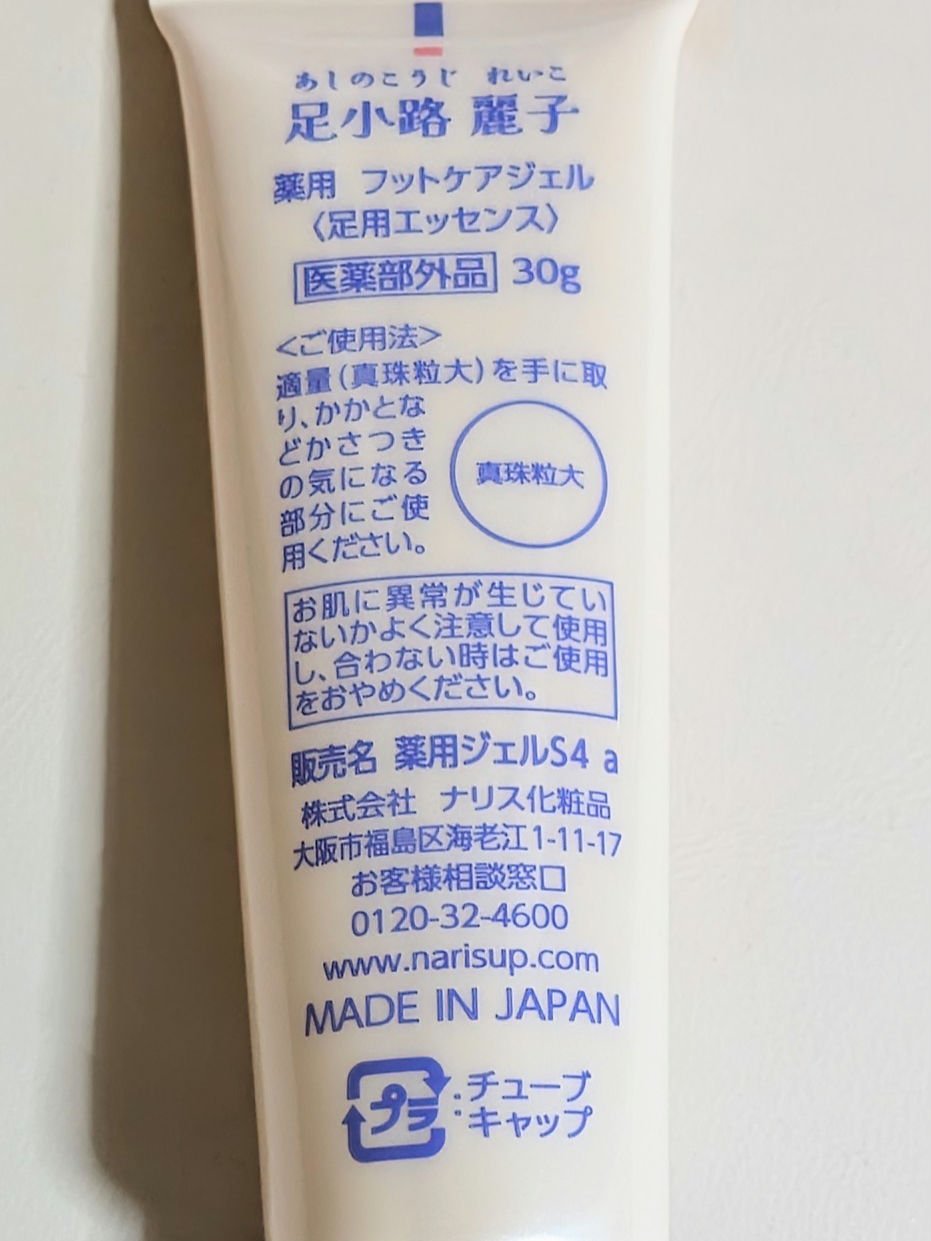 あしのこうじ れいこ
足小路 麗子
薬用 フットケアジェル
〈足用エッセンス〉
医薬部外品 30g
<ご使用法>
適量(真珠粒大)を手に取
り、かかとな
どかさつき
の気になる
部分にご使
用ください。
真珠粒大
お肌に異常が生じてい
ないかよく注意して使用
し、合わない時はご使用
をおやめください。
販売名 薬用ジェルS4 a
株式会社 ナリス化粧品
大阪市福島区海老江1-11-17
お客様相談窓口
0120-32-4600
www.narisup.com
MADE IN JAPAN
プラ : チューブ
キャップ